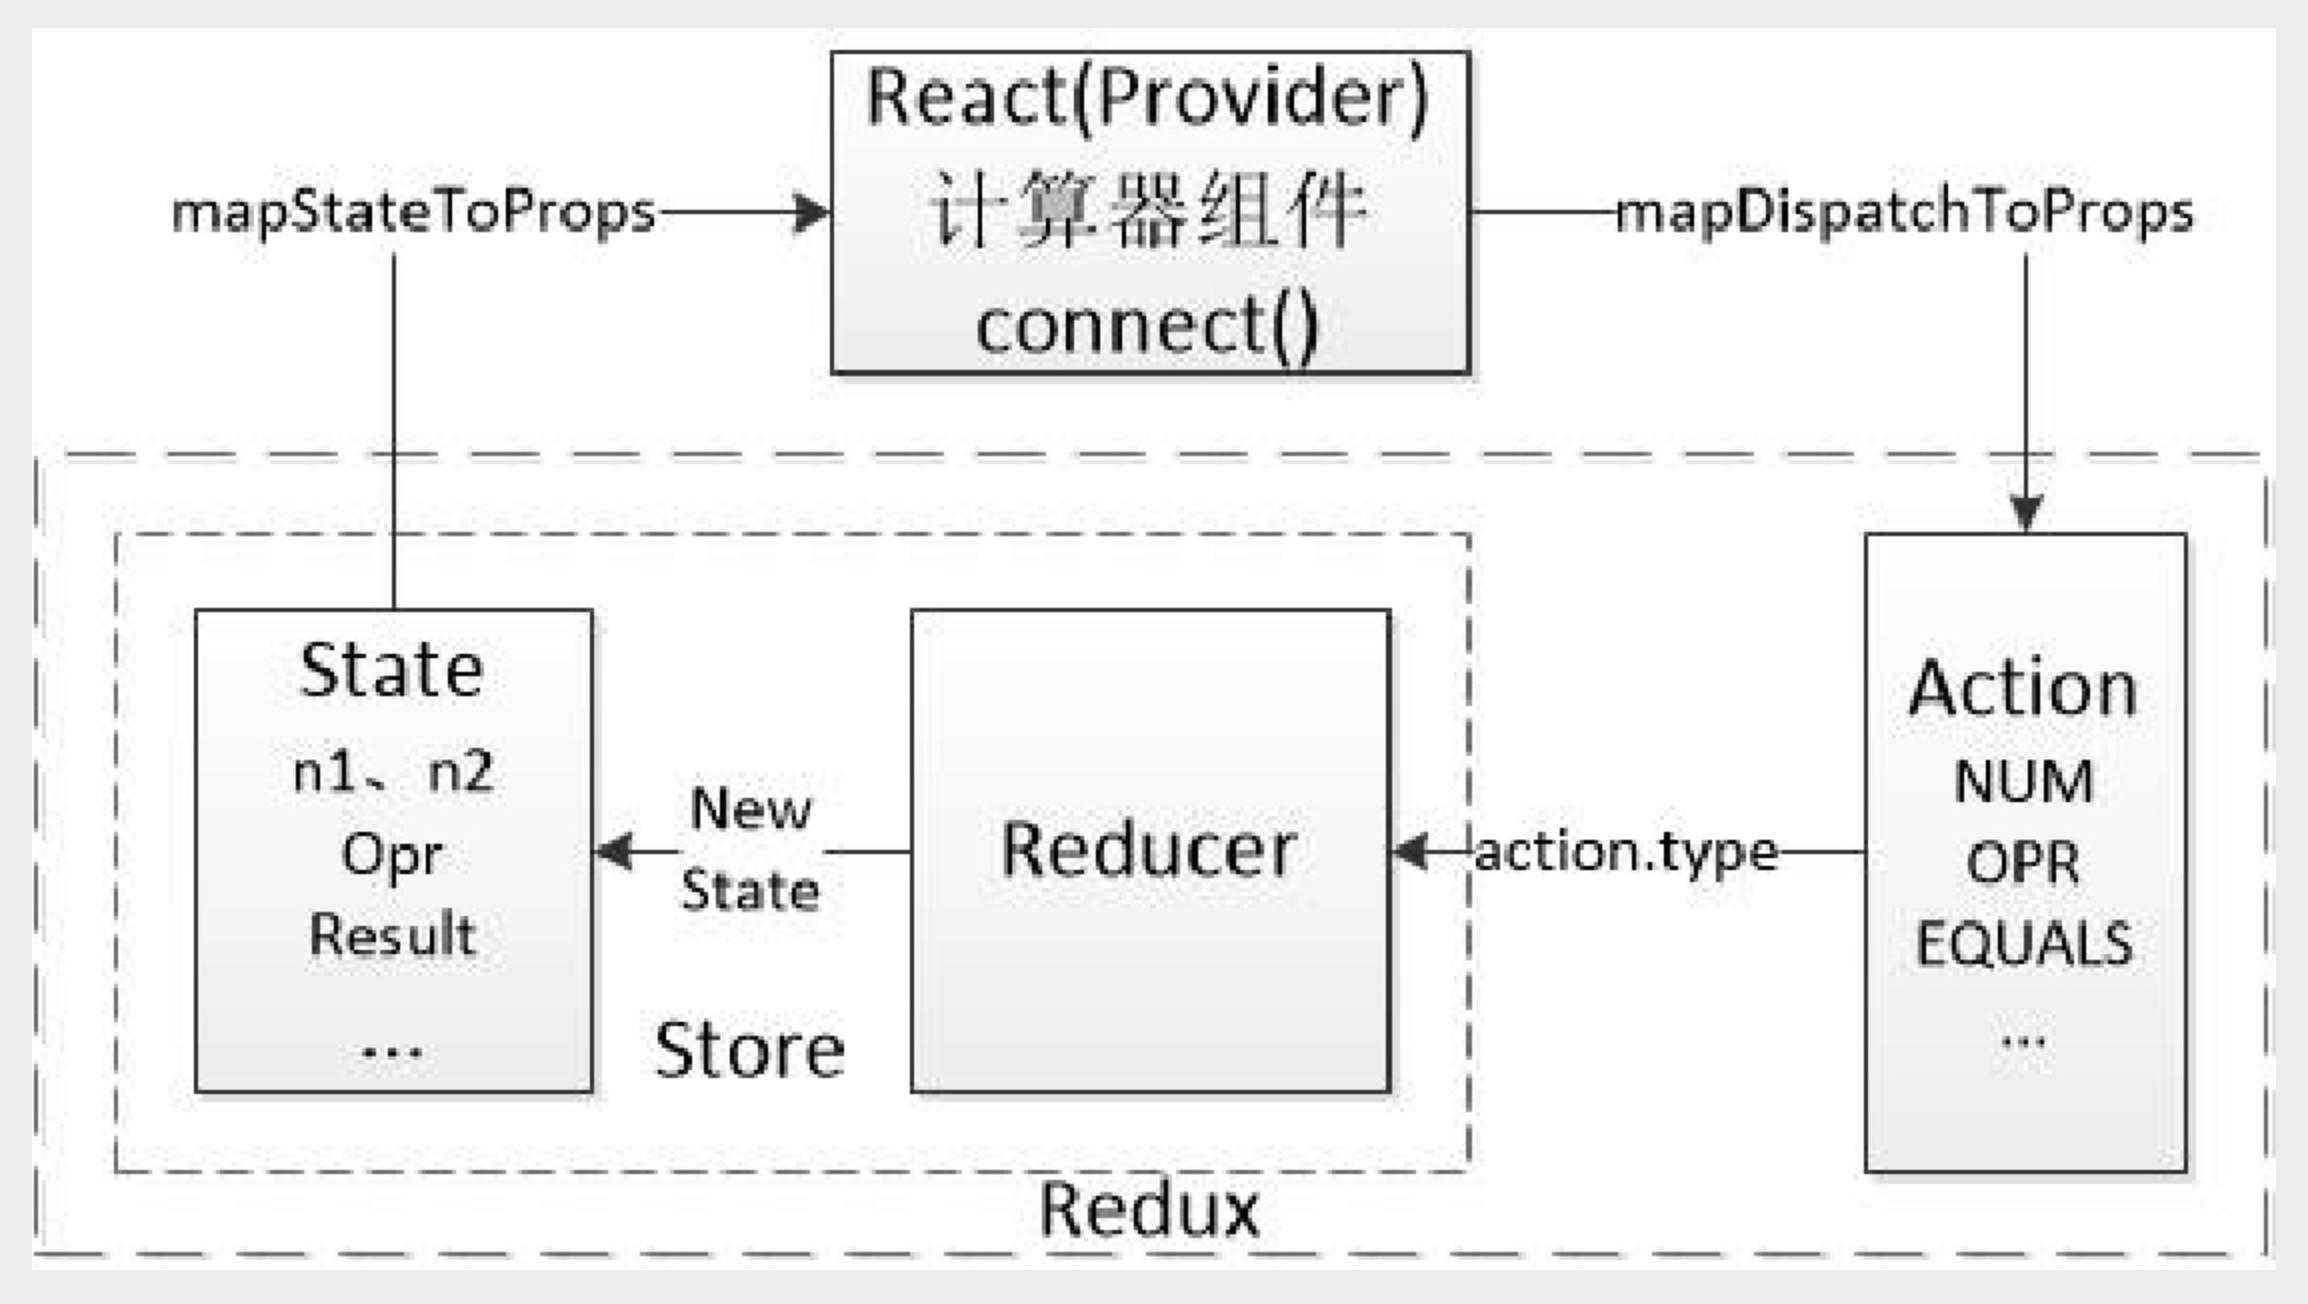 React(Provider)
计算器组件
connect()
mapStateToProps
mapDispatchToProps
State
n1、n2
Opr
Result
...
New
State
Reducer
Store
action.type
Action
NUM
OPR
EQUALS
...
Redux